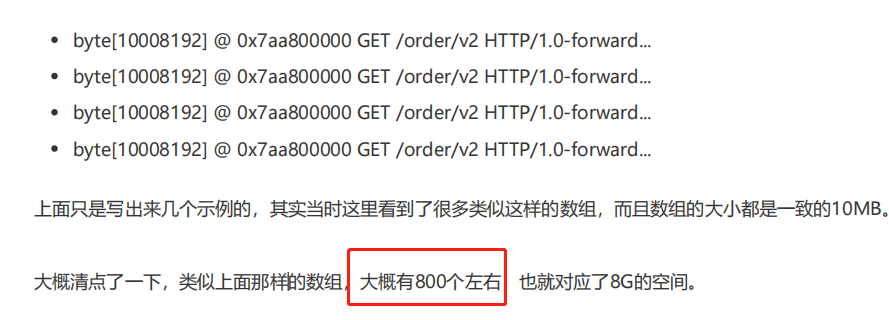 • byte[10008192] @ 0x7aa800000 GET /order/v2 HTTP/1.0-forward...
• byte[10008192] @ 0x7aa800000 GET /order/v2 HTTP/1.0-forward...
• byte[10008192] @ 0x7aa800000 GET /order/v2 HTTP/1.0-forward...
• byte[10008192] @ 0x7aa800000 GET /order/v2 HTTP/1.0-forward...
上面只是写出来几个示例的，其实当时这里看到了很多类似这样的数组，而且数组的大小都是一致的10MB。
大概清点了一下，类似上面那样的数组，大概有800个左右 也就对应了8G的空间。